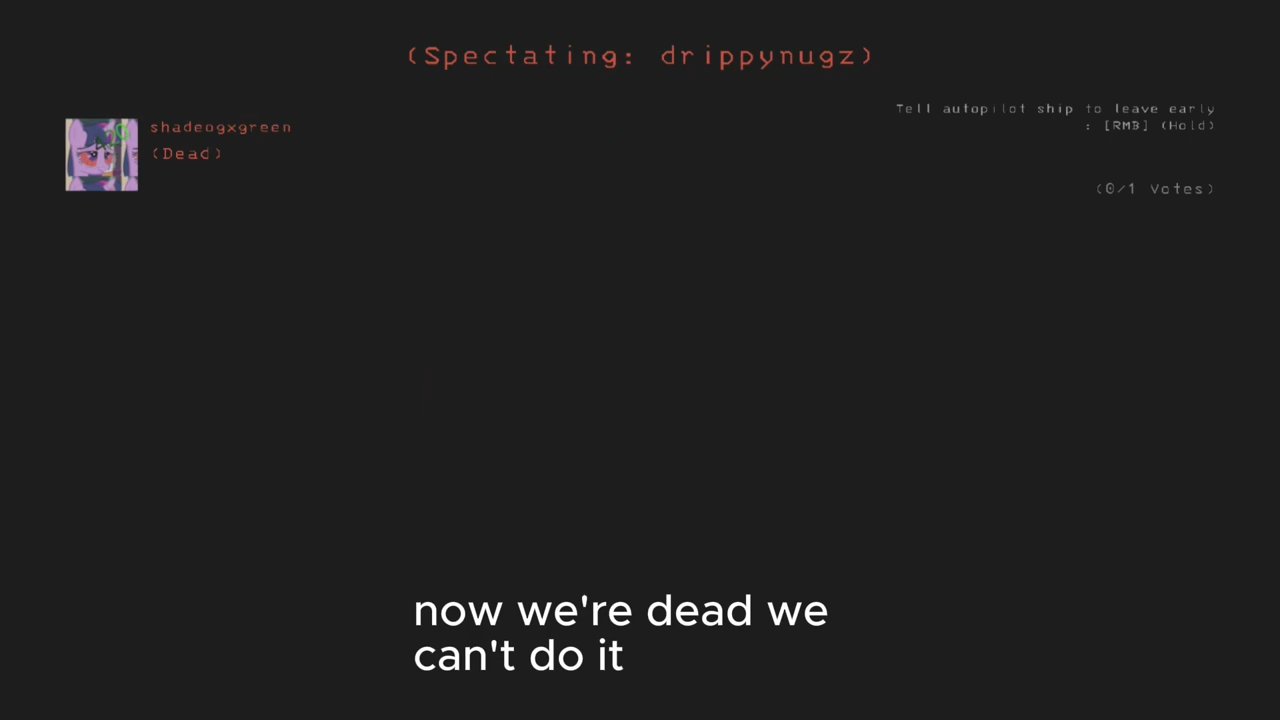 (Spectating: drippynugz)
shadeogxgreen
(Dead)
Tell autopilot ship to leave early
: [RMB] (Hold)
(0/1 Votes)
now we're dead we
can't do it